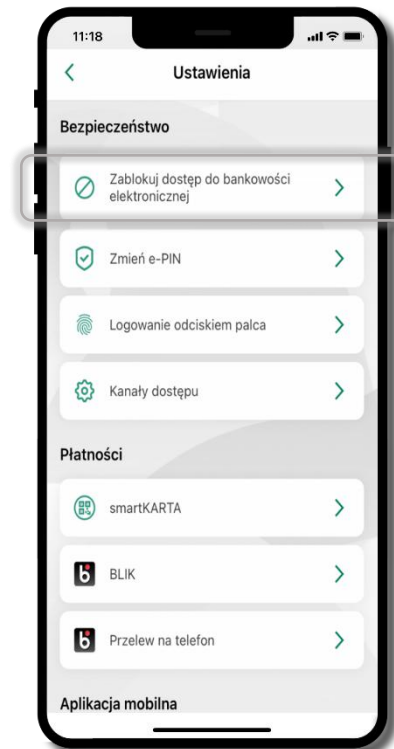 11:18
Ustawienia
Bezpieczeństwo
Zablokuj dostęp do bankowości
elektronicznej
Zmień e-PIN
Logowanie odciskiem palca
Kanały dostępu
Płatności
smartKARTA
BLIK
Przelew na telefon
Aplikacja mobilna